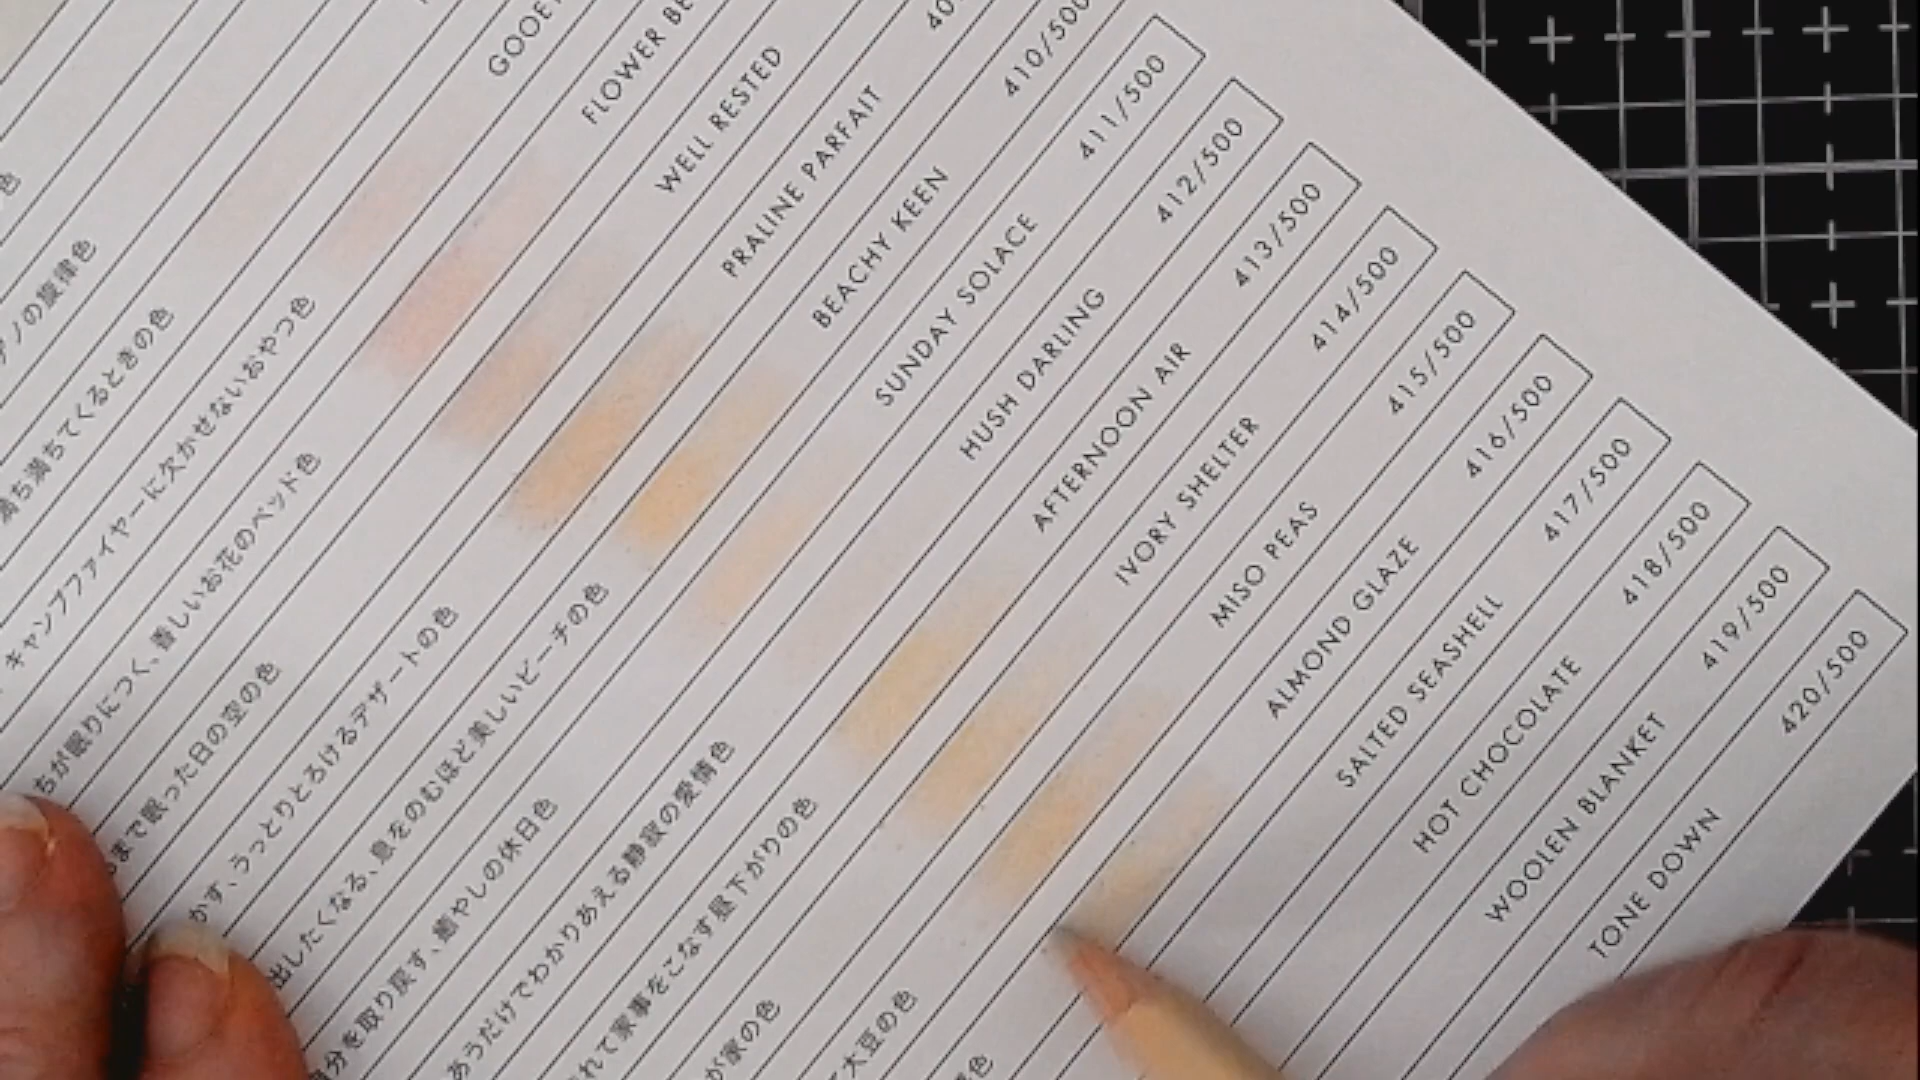 色
の旋律色
満ち満ちてくるときの色
キャンプファイヤーに欠かせないおやつ色 GOOEY
ちが眠りにつく、香しいお花のベッド色 FLOWER BE
まで眠った日の空の色 WELL RESTED
かす、うっとりとろけるデザートの色 PRALINE PARFAIT 40
出したくなる、息をのむほど美しいビーチの色 BEACHY KEEN 410/500
自分を取り戻す、癒やしの休日色 SUNDAY SOLACE 411/500
あうだけでわかりあえる静寂の愛情色 HUSH DARLING 412/500
れて家事をこなす昼下がりの色 AFTERNOON AIR 413/500
が家の色 IVORY SHELTER 414/500
大豆の色 MISO PEAS 415/500
色 ALMOND GLAZE 416/500
SALTED SEASHELL 417/500
HOT CHOCOLATE 418/500
WOOLEN BLANKET 419/500
TONE DOWN 420/500